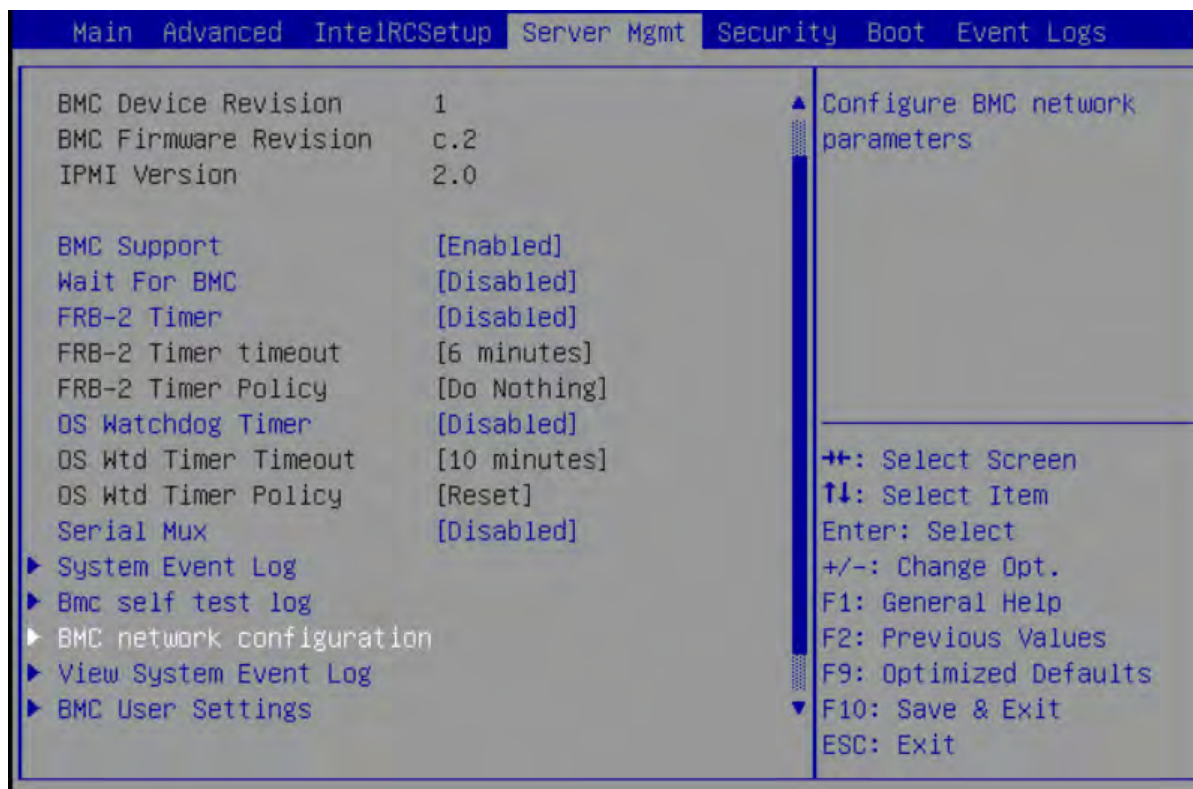 Main Advanced IntelRCSetup Server Mgmt Security Boot Event Logs
BMC Device Revision 1
BMC Firmware Revision c.2
IPMI Version 2.0
BMC Support [Enabled]
Wait For BMC [Disabled]
FRB-2 Timer [Disabled]
FRB-2 Timer timeout [6 minutes]
FRB-2 Timer Policy [Do Nothing]
OS Watchdog Timer [Disabled]
OS Wtd Timer Timeout [10 minutes]
OS Wtd Timer Policy [Reset]
Serial Mux [Disabled]
System Event Log
Bmc self test log
BMC network configuration
View System Event Log
BMC User Settings
Configure BMC network
parameters
→←: Select Screen
↑↓: Select Item
Enter: Select
+/-: Change Opt.
F1: General Help
F2: Previous Values
F9: Optimized Defaults
F10: Save & Exit
ESC: Exit